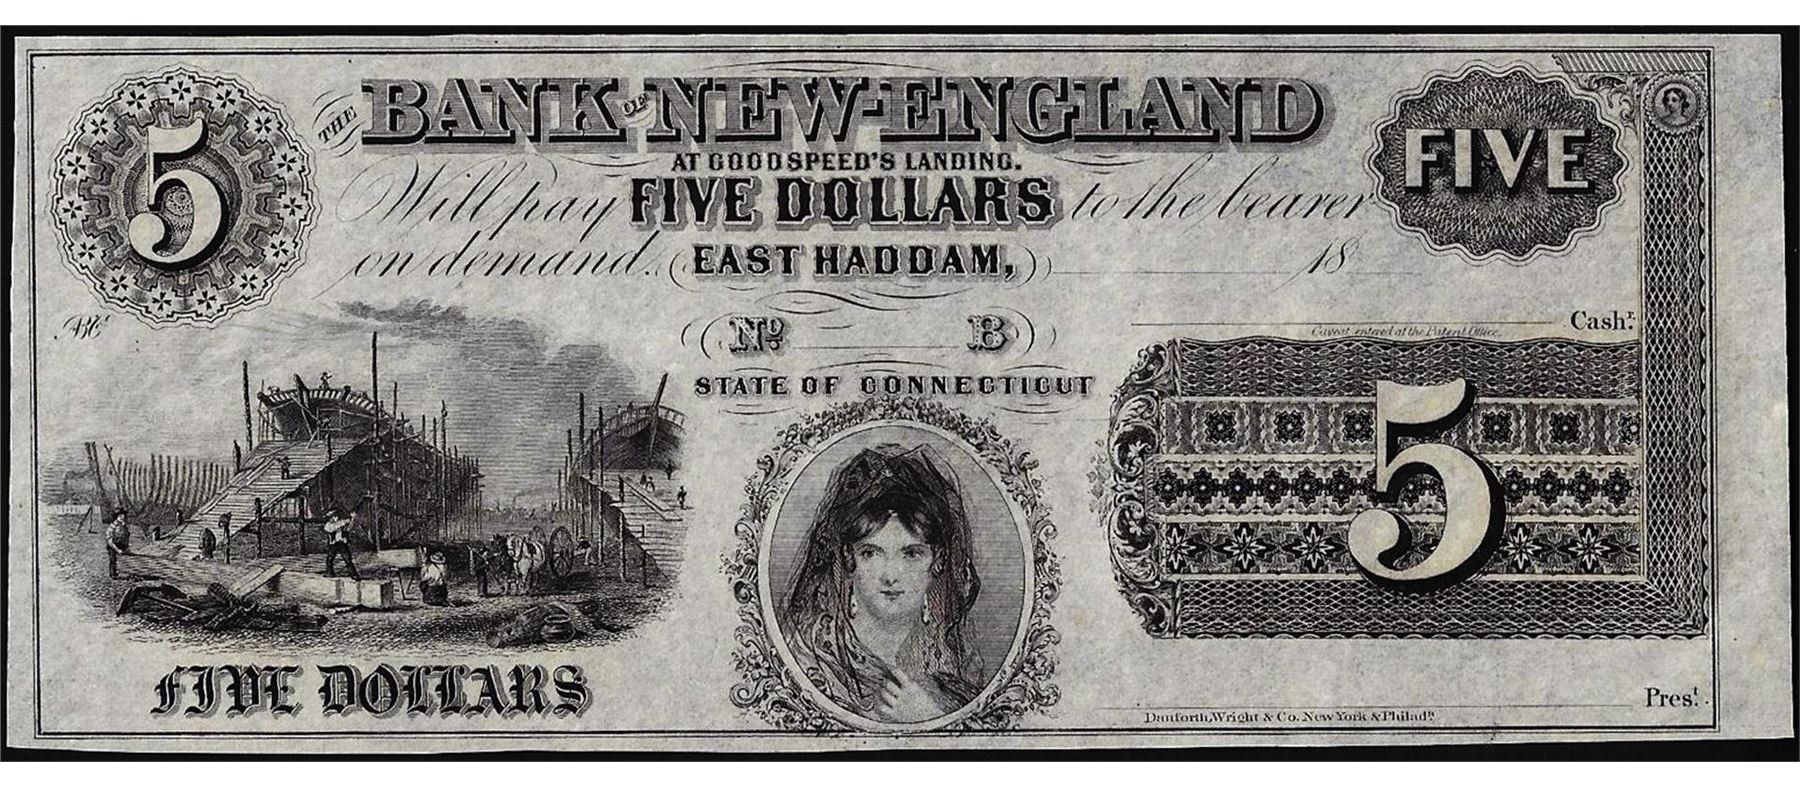 5
THE BANK OF NEW-ENGLAND
FIVE
AT GOODSPEED'S LANDING.
Will pay FIVE DOLLARS to the bearer
on demand. EAST HADDAM, 18
No B
Cash.r
Caveat entered at the Patent Office.
STATE OF CONNECTICUT
5
FIVE DOLLARS
Pres.t
Danforth, Wright & Co. New York & Philada